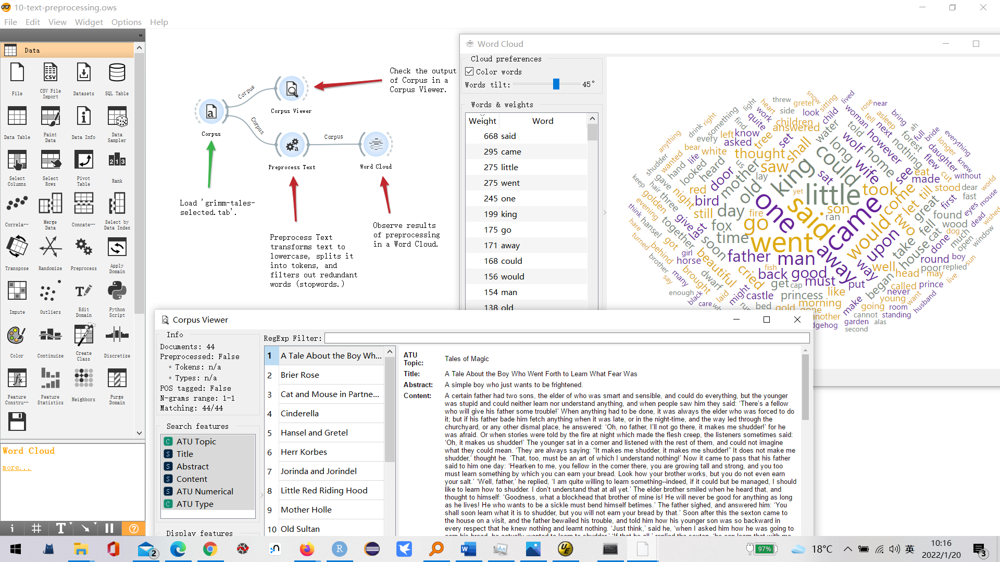 10-text-preprocessing.ows
File Edit View Widget Options Help
«
Data
File
CSV File Import
Datasets
SQL Table
Data Table
Paint Data
Data Info
Data Sampler
Select Columns
Select Rows
Pivot Table
Rank
Correla…
Merge Data
Concate…
Select by Data Index
Transpose
Randomize
Preprocess
Apply Domain
Impute
Outliers
Edit Domain
Python Script
Color
Continuize
Create Class
Discretize
Feature Constru…
Feature Statistics
Neighbors
Purge Domain
Word Cloud
more...
Corpus
Corpus
Corpus
Corpus
Corpus Viewer
Preprocess Text
Word Cloud
Check the output
of Corpus in a
Corpus Viewer.
Load 'grimm-tales-
selected.tab'.
Preprocess Text
transforms text to
lowercase, splits it
into tokens, and
filters out redundant
words (stopwords.)
Observe results
of preprocessing
in a Word Cloud.
Word Cloud
Cloud preferences
Color words
Words tilt: 45°
Words & weights
Weight Word
668 said
295 came
275 little
275 went
245 one
199 king
175 go
171 away
168 could
156 would
154 man
138 old
snow sitting lived
threw gretel near
heart light side look child woman rose bring
right something work quite children answered water told tell asleep next ah
drink find left know tree set shall long wolf home however nothing forest full bride
anything every asked thought could wife see flew daughter longer everything
bear white us saw king sat made eat cut knew without
shudder wanted life looked heard door mother lay old little took come till stood dear world
keep gave hand hair three red yet son let great first fast mouse
golden night bird still day fire one said came ran two found eyes
evening think hansel together give last fox go would fell wood dead wished
hare turned got time soon went upon take house cat dog much done open window
behind girl horse father man away way round boy sun
brother beautiful fish back good well head poor replied
say many brought dwarf cried get cap must put began may live
enough black laid might castle princess like called prince
care bed gold morning make never young want husband
gone another going room
cannot standing
dgehog garden alas
second
Corpus Viewer
Info
Documents: 44
Preprocessed: False
◦ Tokens: n/a
◦ Types: n/a
POS tagged: False
N-grams range: 1-1
Matching: 44/44
Search features
C ATU Topic
S Title
S Abstract
S Content
S ATU Numerical
C ATU Type
Display features
RegExp Filter:
1 A Tale About the Boy Wh...
2 Brier Rose
3 Cat and Mouse in Partne...
4 Cinderella
5 Hansel and Gretel
6 Herr Korbes
7 Jorinda and Jorindel
8 Little Red Riding Hood
9 Mother Holle
10 Old Sultan
ATU Topic: Tales of Magic
Title: A Tale About the Boy Who Went Forth to Learn What Fear Was
Abstract: A simple boy who just wants to be frightened.
Content: A certain father had two sons, the elder of who was smart and sensible, and could do everything, but the younger
was stupid and could neither learn nor understand anything, and when people saw him they said: ‘There’s a fellow
who will give his father some trouble!’ When anything had to be done, it was always the elder who was forced to do
it; but if his father bade him fetch anything when it was late, or in the night-time, and the way led through the
churchyard, or any other dismal place, he answered: ‘Oh, no father, I’ll not go there, it makes me shudder!’ for he
was afraid. Or when stories were told by the fire at night which made the flesh creep, the listeners sometimes said:
‘Oh, it makes us shudder!’ The younger sat in a corner and listened with the rest of them, and could not imagine
what they could mean. ‘They are always saying: “It makes me shudder, it makes me shudder!” It does not make me
shudder,’ thought he. ‘That, too, must be an art of which I understand nothing!’ Now it came to pass that his father
said to him one day: ‘Hearken to me, you fellow in the corner there, you are growing tall and strong, and you too
must learn something by which you can earn your bread. Look how your brother works, but you do not even earn
your salt.’ ‘Well, father,’ he replied, ‘I am quite willing to learn something--indeed, if it could but be managed, I should
like to learn how to shudder. I don’t understand that at all yet.’ The elder brother smiled when he heard that, and
thought to himself: ‘Goodness, what a blockhead that brother of mine is! He will never be good for anything as long
as he lives! He who wants to be a sickle must bend himself betimes.’ The father sighed, and answered him: ‘You
shall soon learn what it is to shudder, but you will not earn your bread by that.’ Soon after this the sexton came to
the house on a visit, and the father bewailed his trouble, and told him how his younger son was so backward in
every respect that he knew nothing and learnt nothing. ‘Just think,’ said he, ‘when I asked him how he was going to
earn his bread, he actually wanted to learn to shudder.’ ‘If that be all,’ replied the sexton, ‘he can learn that with me
2
97%
18°C
英
10:16
2022/1/20
3